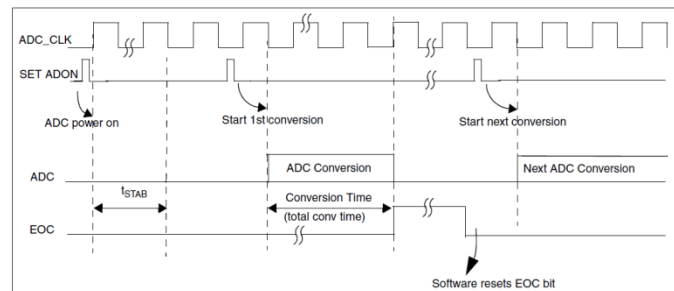 ADC_CLK
SET ADON
ADC power on
Start 1st conversion
Start next conversion
ADC
ADC Conversion
Next ADC Conversion
tSTAB
Conversion Time
(total conv time)
EOC
Software resets EOC bit